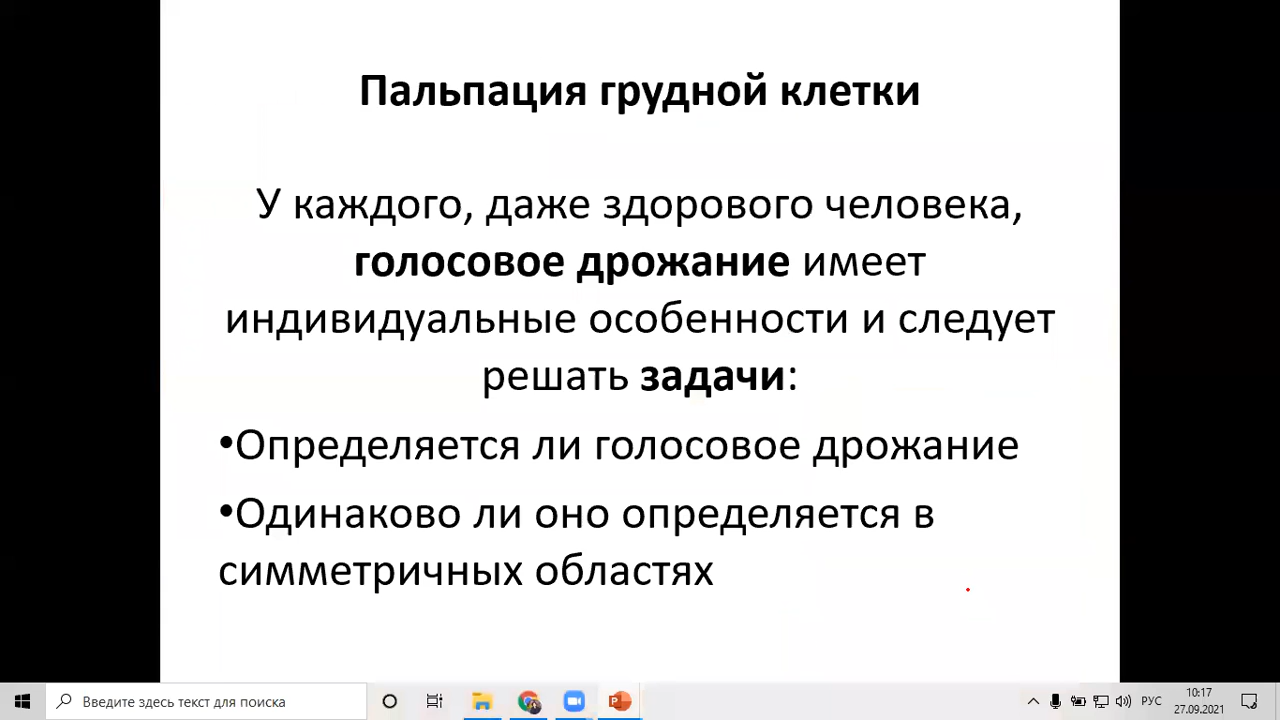 Пальпация грудной клетки
У каждого, даже здорового человека,
голосовое дрожание имеет
индивидуальные особенности и следует
решать задачи:
•Определяется ли голосовое дрожание
•Одинаково ли оно определяется в
симметричных областях
Введите здесь текст для поиска
РУС
10:17
27.09.2021